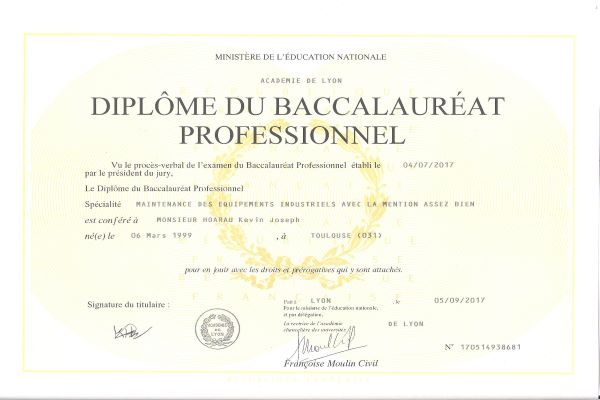 MINISTÈRE DE L'ÉDUCATION NATIONALE
ACADEMIE DE LYON
DIPLÔME DU BACCALAURÉAT
PROFESSIONNEL
Vu le procès-verbal de l'examen du Baccalauréat Professionnel établi le 04/07/2017
par le président du jury,
Le Diplôme du Baccalauréat Professionnel
Spécialité MAINTENANCE DES EQUIPEMENTS INDUSTRIELS AVEC LA MENTION ASSEZ BIEN
est conféré à MONSIEUR HOARAU Kevin Joseph
né(e) le 06 Mars 1999 , à TOULOUSE (031)
pour en jouir avec les droits et prérogatives qui y sont attachés.
Signature du titulaire :
Fait à LYON , le 05/09/2017
Pour le ministre de l'éducation nationale,
et par délégation,
La rectrice de l'académie DE LYON
chancelière des universités
ACADEMIE
DE
LYON
N° 170514938681
Françoise Moulin Civil